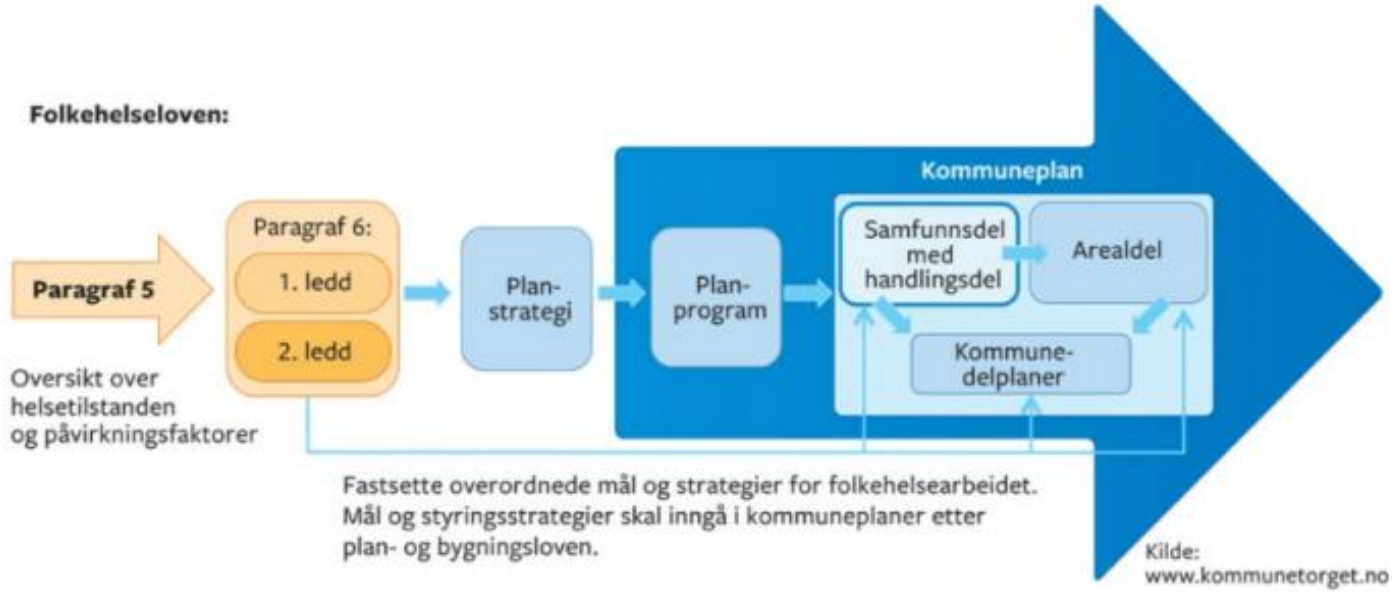 Folkehelseloven:
Paragraf 5
Oversikt over
helsetilstanden
og påvirkningsfaktorer
Paragraf 6:
1. ledd
2. ledd
Plan-
strategi
Plan-
program
Kommuneplan
Samfunnsdel
med
handlingsdel
Arealdel
Kommune-
delplaner
Fastsette overordnede mål og strategier for folkehelsearbeidet.
Mål og styringsstrategier skal inngå i kommuneplaner etter
plan- og bygningsloven.
Kilde:
www.kommunetorget.no